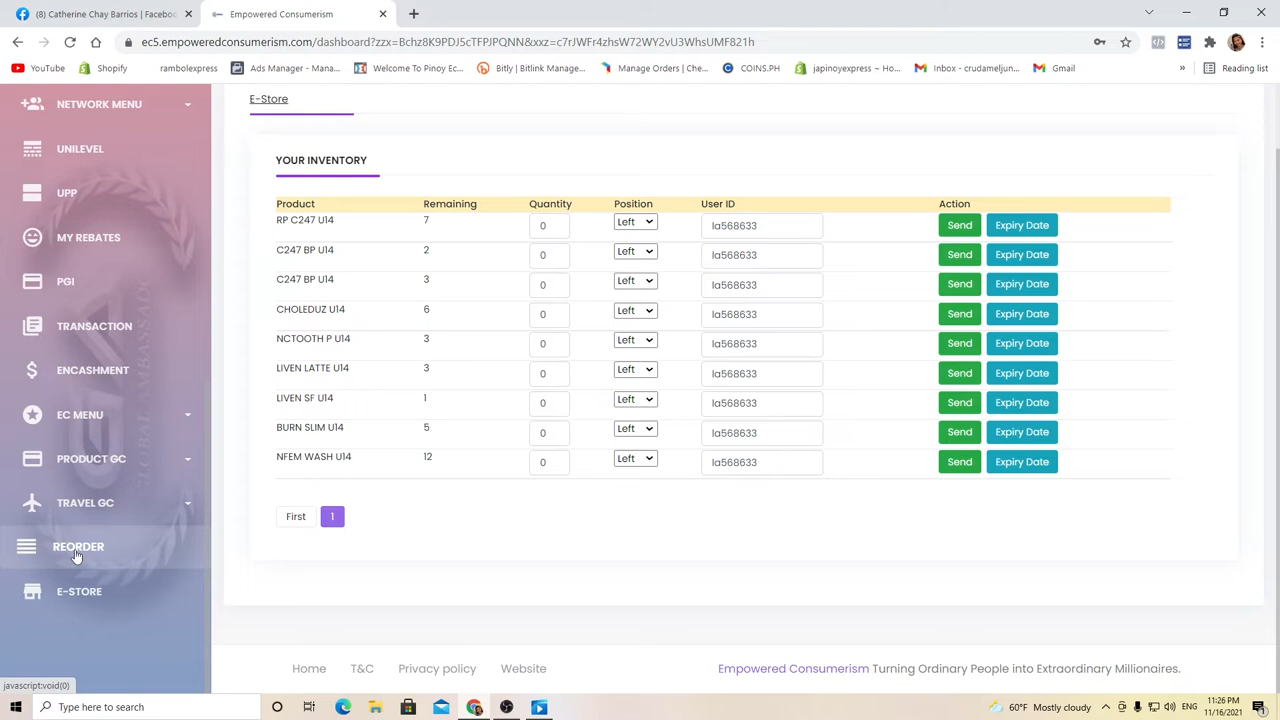 (8) Catherine Chay Barrios | Faceboo
Empowered Consumerism
ec5.empoweredconsumerism.com/dashboard?zzx=Bchz8K9PDJ5cTFPJPQNN&wxz=c7rJWFr4zhsW72WY2vU3WhsUMF821h
YouTube
Shopify
rambolexpress
Ads Manager - Mana...
Welcome To Pinoy Ec...
Bitly | Bitlink Manage...
Manage Orders | Che...
COINS.PH
japinoyexpress ~ Ho...
Inbox - crudameljun...
Gmail
»
Reading list
NETWORK MENU
UNILEVEL
UPP
MY REBATES
PGI
TRANSACTION
ENCASHMENT
EC MENU
PRODUCT GC
TRAVEL GC
REORDER
E-STORE
javascript:void(0)
E-Store
YOUR INVENTORY
Product Remaining Quantity Position User ID Action
RP C247 U14 7 0 Left la568633 Send Expiry Date
C247 BP U14 2 0 Left la568633 Send Expiry Date
C247 BP U14 3 0 Left la568633 Send Expiry Date
CHOLEDUZ U14 6 0 Left la568633 Send Expiry Date
NCTOOTH P U14 3 0 Left la568633 Send Expiry Date
LIVEN LATTE U14 3 0 Left la568633 Send Expiry Date
LIVEN SF U14 1 0 Left la568633 Send Expiry Date
BURN SLIM U14 5 0 Left la568633 Send Expiry Date
NFEM WASH U14 12 0 Left la568633 Send Expiry Date
First 1
Home T&C Privacy policy Website Empowered Consumerism Turning Ordinary People into Extraordinary Millionaires.
Type here to search
60°F Mostly cloudy
11:26 PM
11/16/2021